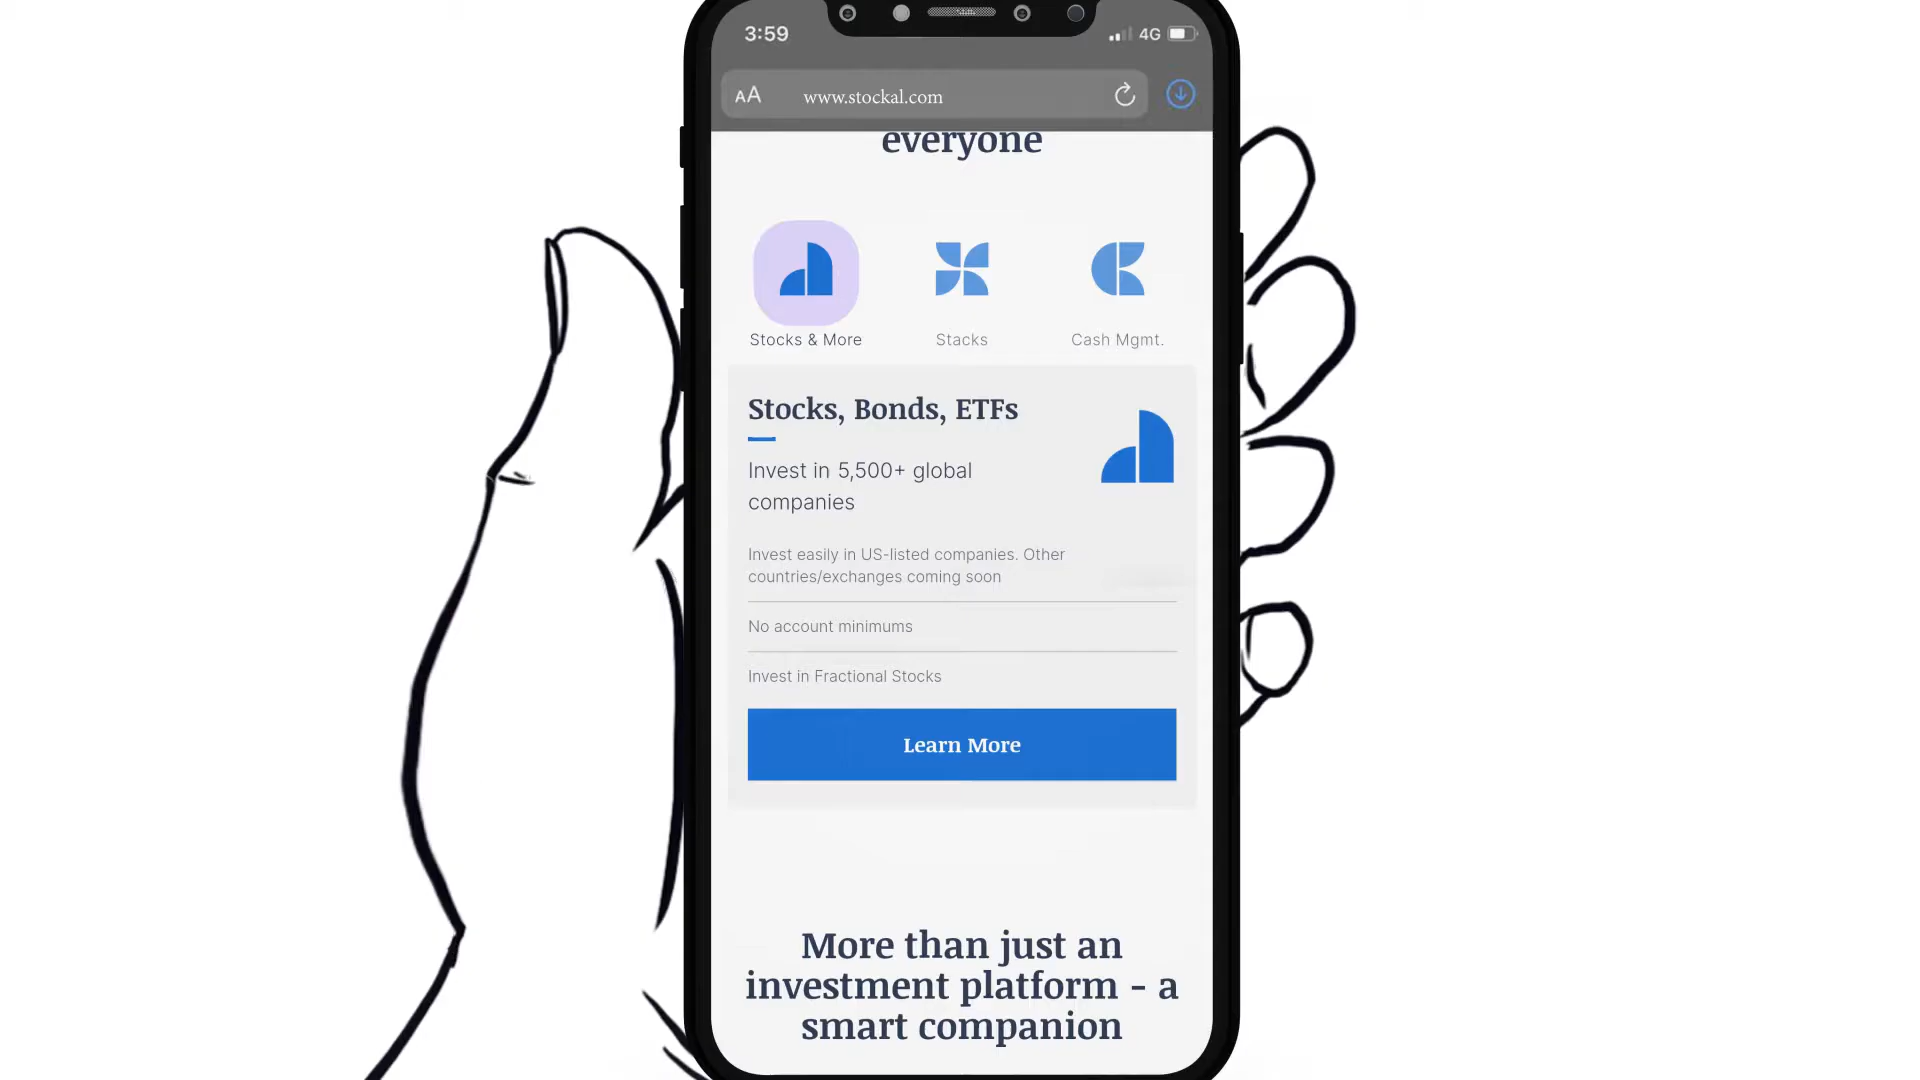 3:59
4G
AA
www.stockal.com
everyone
Stocks & More
Stacks
Cash Mgmt.
Stocks, Bonds, ETFs
Invest in 5,500+ global
companies
Invest easily in US-listed companies. Other
countries/exchanges coming soon
No account minimums
Invest in Fractional Stocks
Learn More
More than just an
investment platform - a
smart companion